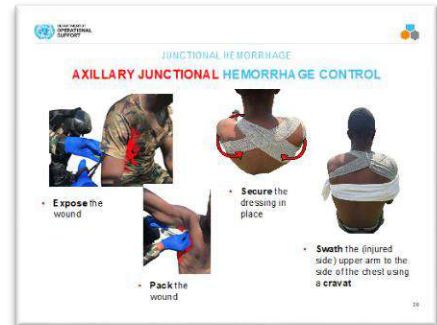 DEPARTMENT OF
OPERATIONAL
SUPPORT
JUNCTIONAL HEMORRHAGE
AXILLARY JUNCTIONAL HEMORRHAGE CONTROL
• Expose the
wound
• Pack the
wound
• Secure the
dressing in
place
• Swath the (injured
side) upper arm to the
side of the chest using
a cravat